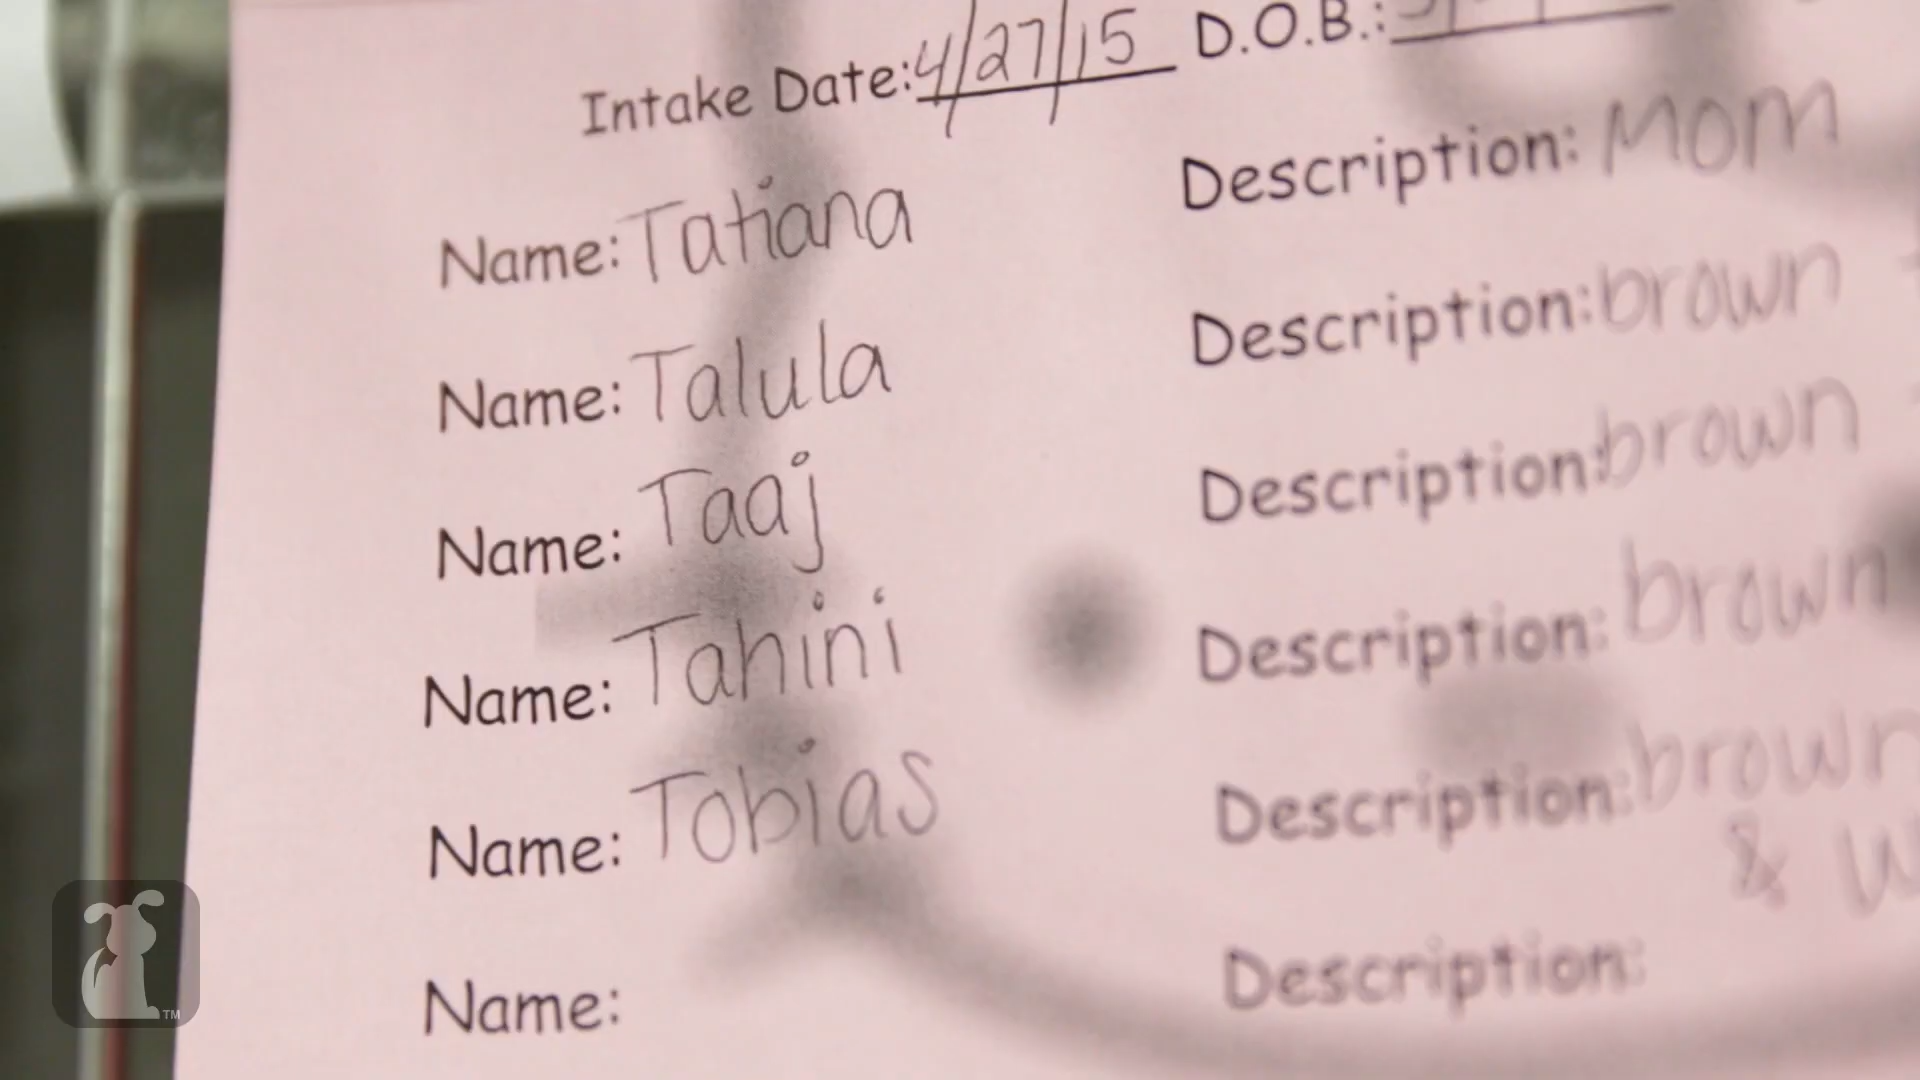 Intake Date: 4/27/15 D.O.B.:
Name: Tatiana Description: Mom
Name: Talula Description: brown
Name: Taaj Description: brown
Name: Tahini Description: brown
Name: Tobias Description: brown
&
Name: Description:
TM